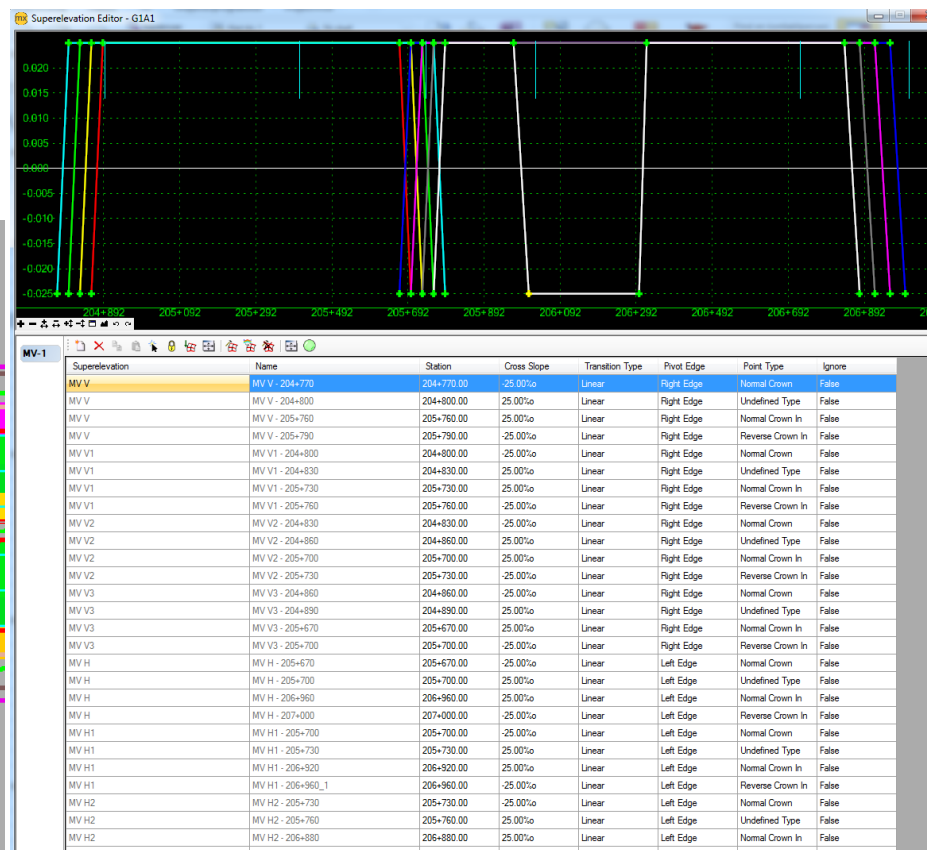 mx Superelevation Editor - G1A1
0.020
0.015
0.010
0.005
0.000
-0.005
-0.010
-0.015
-0.020
-0.025
204+892 205+092 205+292 205+492 205+692 205+892 206+092 206+292 206+492 206+692 206+892
MV-1
Superelevation Name Station Cross Slope Transition Type Pivot Edge Point Type Ignore
MV V MV V - 204+770 204+770.00 -25.00%o Linear Right Edge Normal Crown False
MV V MV V - 204+800 204+800.00 25.00%o Linear Right Edge Undefined Type False
MV V MV V - 205+760 205+760.00 25.00%o Linear Right Edge Normal Crown In False
MV V MV V - 205+790 205+790.00 -25.00%o Linear Right Edge Reverse Crown In False
MV V1 MV V1 - 204+800 204+800.00 -25.00%o Linear Right Edge Normal Crown False
MV V1 MV V1 - 204+830 204+830.00 25.00%o Linear Right Edge Undefined Type False
MV V1 MV V1 - 205+730 205+730.00 25.00%o Linear Right Edge Normal Crown In False
MV V1 MV V1 - 205+760 205+760.00 -25.00%o Linear Right Edge Reverse Crown In False
MV V2 MV V2 - 204+830 204+830.00 -25.00%o Linear Right Edge Normal Crown False
MV V2 MV V2 - 204+860 204+860.00 25.00%o Linear Right Edge Undefined Type False
MV V2 MV V2 - 205+700 205+700.00 25.00%o Linear Right Edge Normal Crown In False
MV V2 MV V2 - 205+730 205+730.00 -25.00%o Linear Right Edge Reverse Crown In False
MV V3 MV V3 - 204+860 204+860.00 -25.00%o Linear Right Edge Normal Crown False
MV V3 MV V3 - 204+890 204+890.00 25.00%o Linear Right Edge Undefined Type False
MV V3 MV V3 - 205+670 205+670.00 25.00%o Linear Right Edge Normal Crown In False
MV V3 MV V3 - 205+700 205+700.00 -25.00%o Linear Right Edge Reverse Crown In False
MV H MV H - 205+670 205+670.00 -25.00%o Linear Left Edge Normal Crown False
MV H MV H - 205+700 205+700.00 25.00%o Linear Left Edge Undefined Type False
MV H MV H - 206+960 206+960.00 25.00%o Linear Left Edge Normal Crown In False
MV H MV H - 207+000 207+000.00 -25.00%o Linear Left Edge Reverse Crown In False
MV H1 MV H1 - 205+700 205+700.00 -25.00%o Linear Left Edge Normal Crown False
MV H1 MV H1 - 205+730 205+730.00 25.00%o Linear Left Edge Undefined Type False
MV H1 MV H1 - 206+920 206+920.00 25.00%o Linear Left Edge Normal Crown In False
MV H1 MV H1 - 206+960_1 206+960.00 -25.00%o Linear Left Edge Reverse Crown In False
MV H2 MV H2 - 205+730 205+730.00 -25.00%o Linear Left Edge Normal Crown False
MV H2 MV H2 - 205+760 205+760.00 25.00%o Linear Left Edge Undefined Type False
MV H2 MV H2 - 206+880 206+880.00 25.00%o Linear Left Edge Normal Crown In False